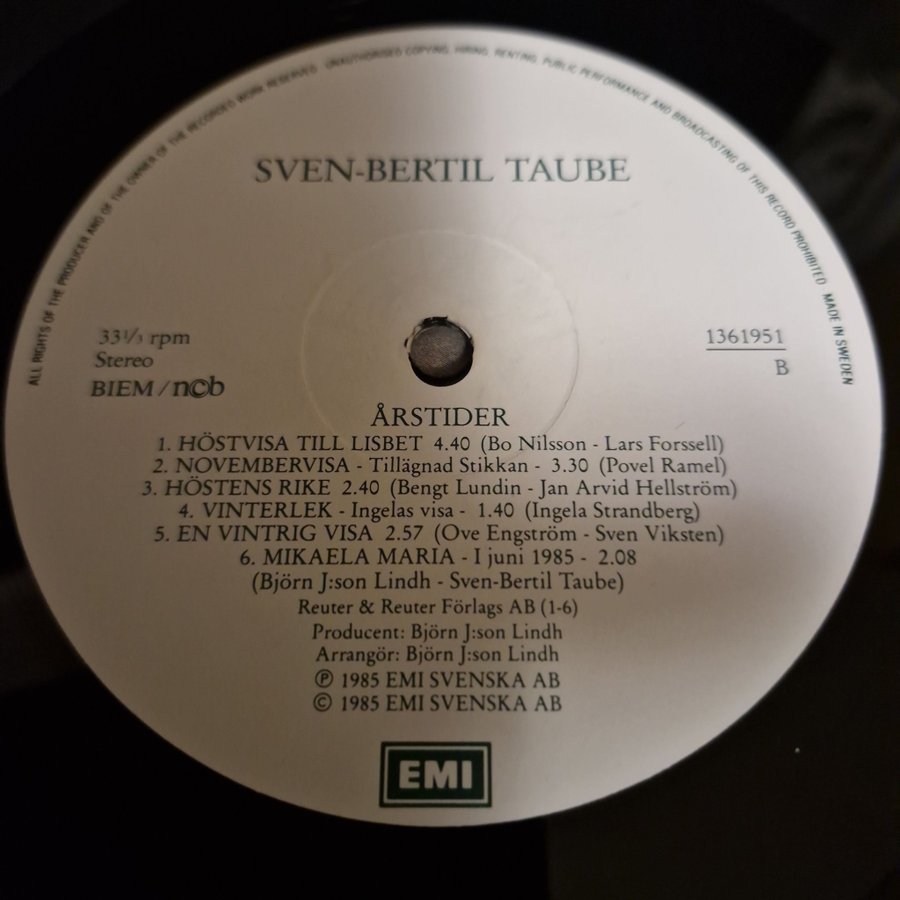 ALL RIGHTS OF THE PRODUCER AND OF THE OWNER OF THE RECORDED WORK RESERVED. UNAUTHORISED COPYING, HIRING, RENTING, PUBLIC PERFORMANCE AND BROADCASTING OF THIS RECORD PROHIBITED MADE IN SWEDEN
SVEN-BERTIL TAUBE
33⅓ rpm
Stereo
BIEM / n©b
1361951
B
ÅRSTIDER
1. HÖSTVISA TILL LISBET 4.40 (Bo Nilsson - Lars Forssell)
2. NOVEMBERVISA - Tillägnad Stikkan - 3.30 (Povel Ramel)
3. HÖSTENS RIKE 2.40 (Bengt Lundin - Jan Arvid Hellström)
4. VINTERLEK - Ingelas visa - 1.40 (Ingela Strandberg)
5. EN VINTRIG VISA 2.57 (Ove Engström - Sven Viksten)
6. MIKAELA MARIA - I juni 1985 - 2.08
(Björn J:son Lindh - Sven-Bertil Taube)
Reuter & Reuter Förlags AB (1-6)
Producent: Björn J:son Lindh
Arrangör: Björn J:son Lindh
℗ 1985 EMI SVENSKA AB
© 1985 EMI SVENSKA AB
EMI